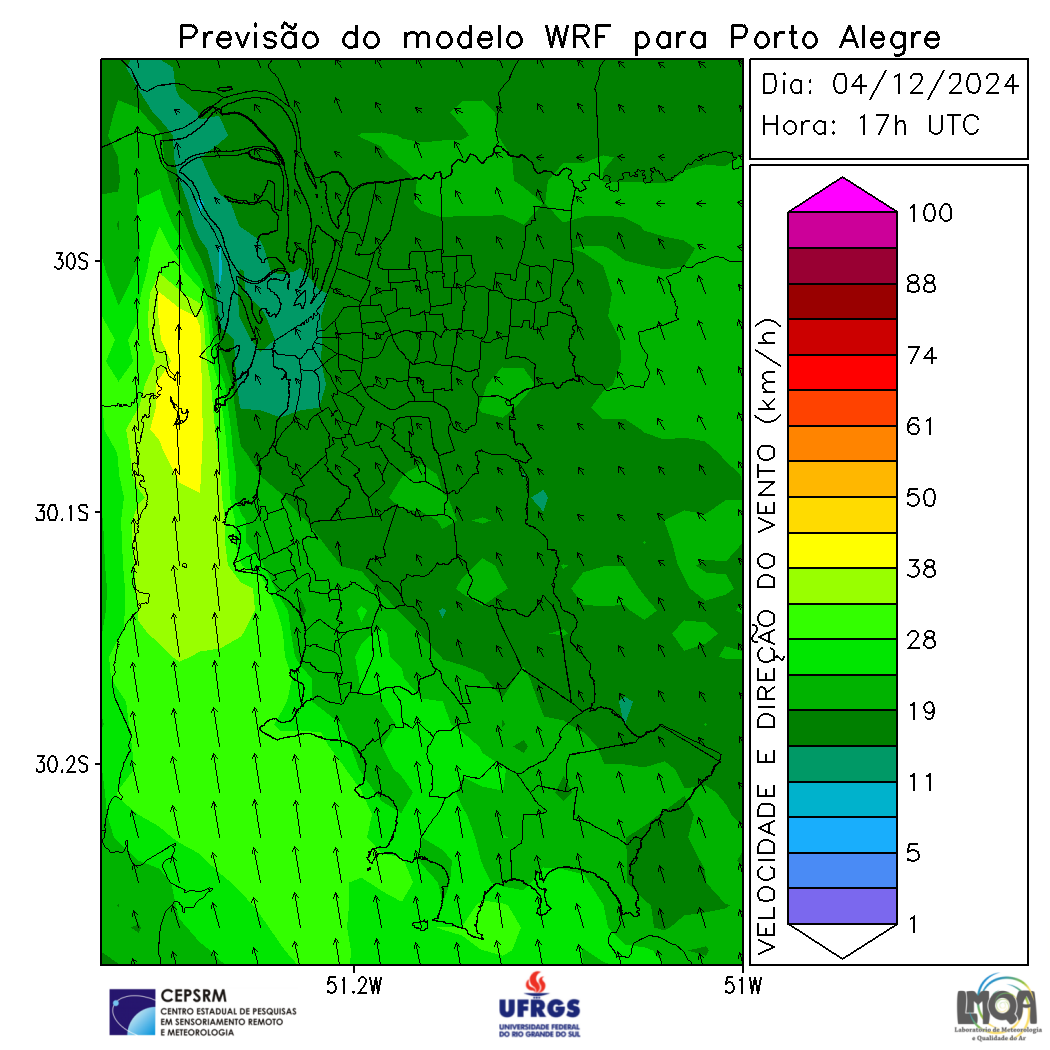 Previsão do modelo WRF para Porto Alegre
Dia: 04/12/2024
Hora: 17h UTC
30S
30.1S
30.2S
51.2W
51W
VELOCIDADE E DIREÇÃO DO VENTO (km/h)
100
88
74
61
50
38
28
19
11
5
1
CEPSRM
CENTRO ESTADUAL DE PESQUISAS
EM SENSORIAMENTO REMOTO
E METEOROLOGIA
UFRGS
UNIVERSIDADE FEDERAL
DO RIO GRANDE DO SUL
LMQA
Laboratório de Meteorologia
e Qualidade do Ar